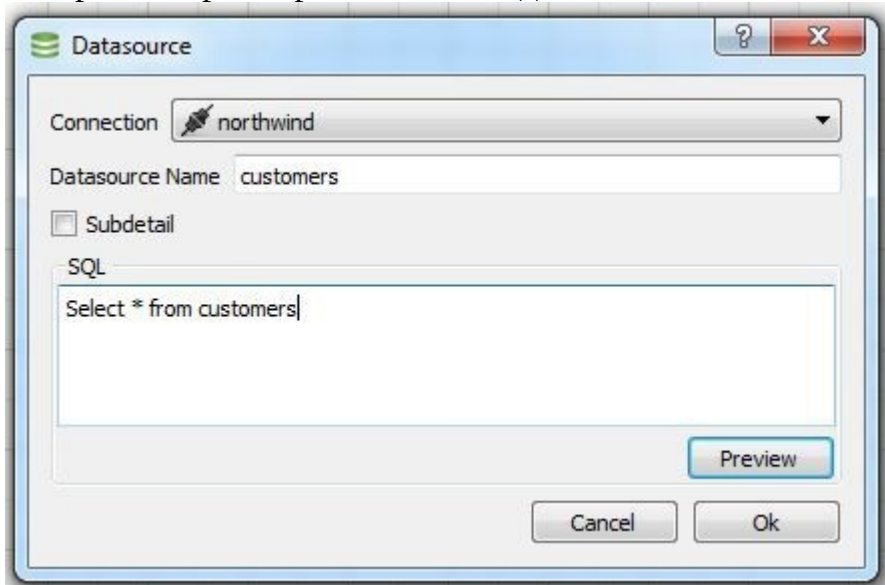 Datasource
Connection northwind
Datasource Name customers
Subdetail
SQL
Select * from customers
Preview
Cancel Ok